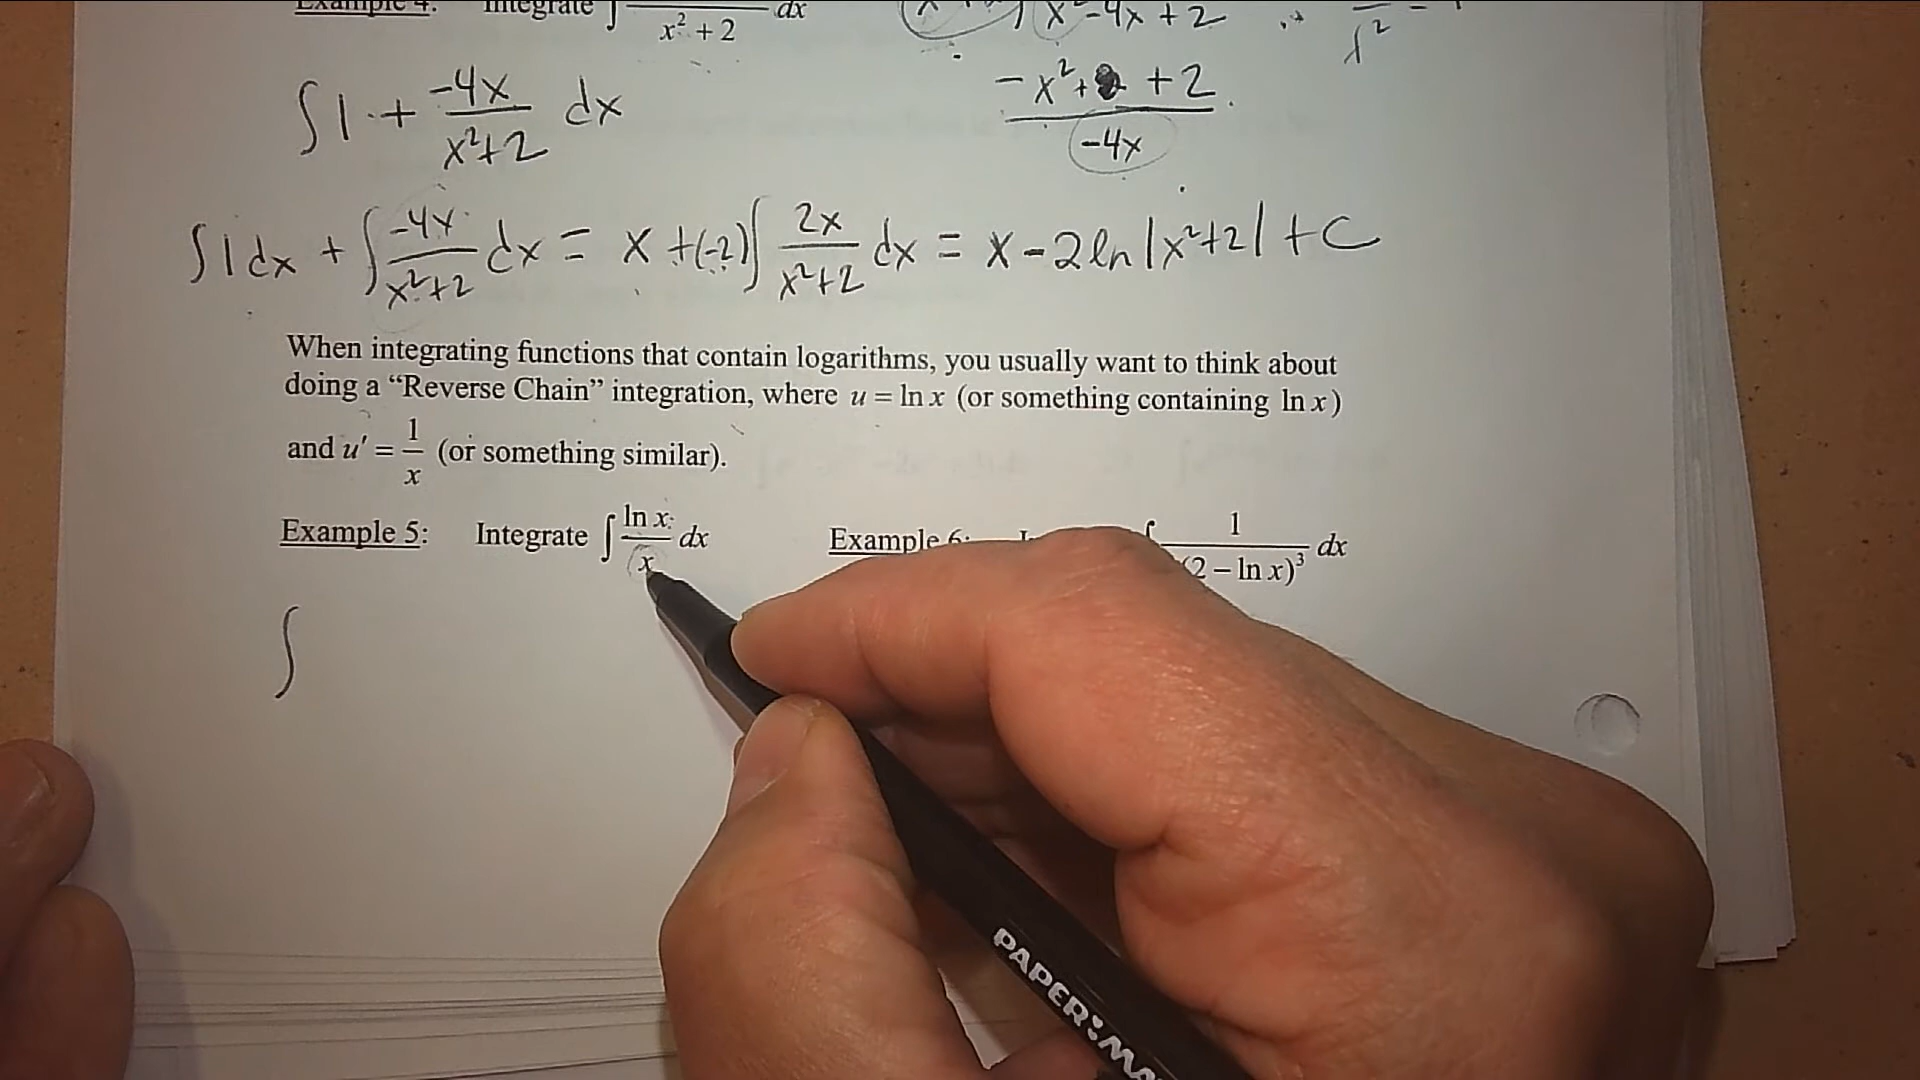 Example 4: Integrate ∫ dx
x² + 2
x² - 4x + 2
∫ 1 + -4x / x²+2 dx
- x² + + 2
-4x
∫ 1 dx + ∫ -4x / x²+2 dx = x + (-2) ∫ 2x / x²+2 dx = x - 2 ln |x²+2| + C
When integrating functions that contain logarithms, you usually want to think about
doing a “Reverse Chain” integration, where u = ln x (or something containing ln x)
and u′ = 1 / x (or something similar).
Example 5: Integrate ∫ ln x / x dx
Example 6: ∫ 1 / (2 – ln x)³ dx
∫
PAPER:MA